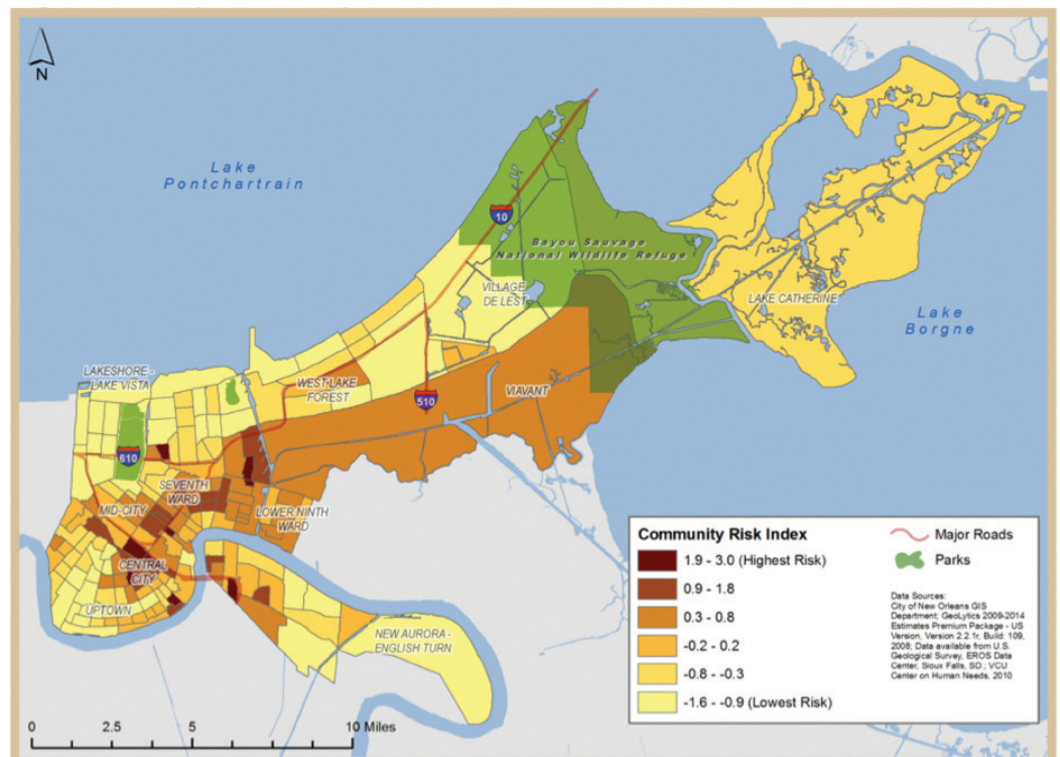 N
Lake
Pontchartrain
10
Bayou Sauvage
National Wildlife Refuge
VILLAGE
DE LEST
LAKE CATHERINE
Lake
Borgne
LAKESHORE -
LAKE VISTA
WEST LAKE
FOREST
VIAVANT
510
610
SEVENTH
WARD
MID-CITY
LOWER NINTH
WARD
CENTRAL
CITY
UPTOWN
NEW AURORA -
ENGLISH TURN
Community Risk Index
1.9 - 3.0 (Highest Risk)
0.9 - 1.8
0.3 - 0.8
-0.2 - 0.2
-0.8 - -0.3
-1.6 - -0.9 (Lowest Risk)
Major Roads
Parks
Data Sources:
City of New Orleans GIS
Department; GeoLytics 2009-2014
Estimates Premium Package - US
Version, Version 2.2.1r, Build: 109,
2008; Data available from U.S.
Geological Survey, EROS Data
Center, Sioux Falls, SD.; VCU
Center on Human Needs, 2010
0 2.5 5 10 Miles